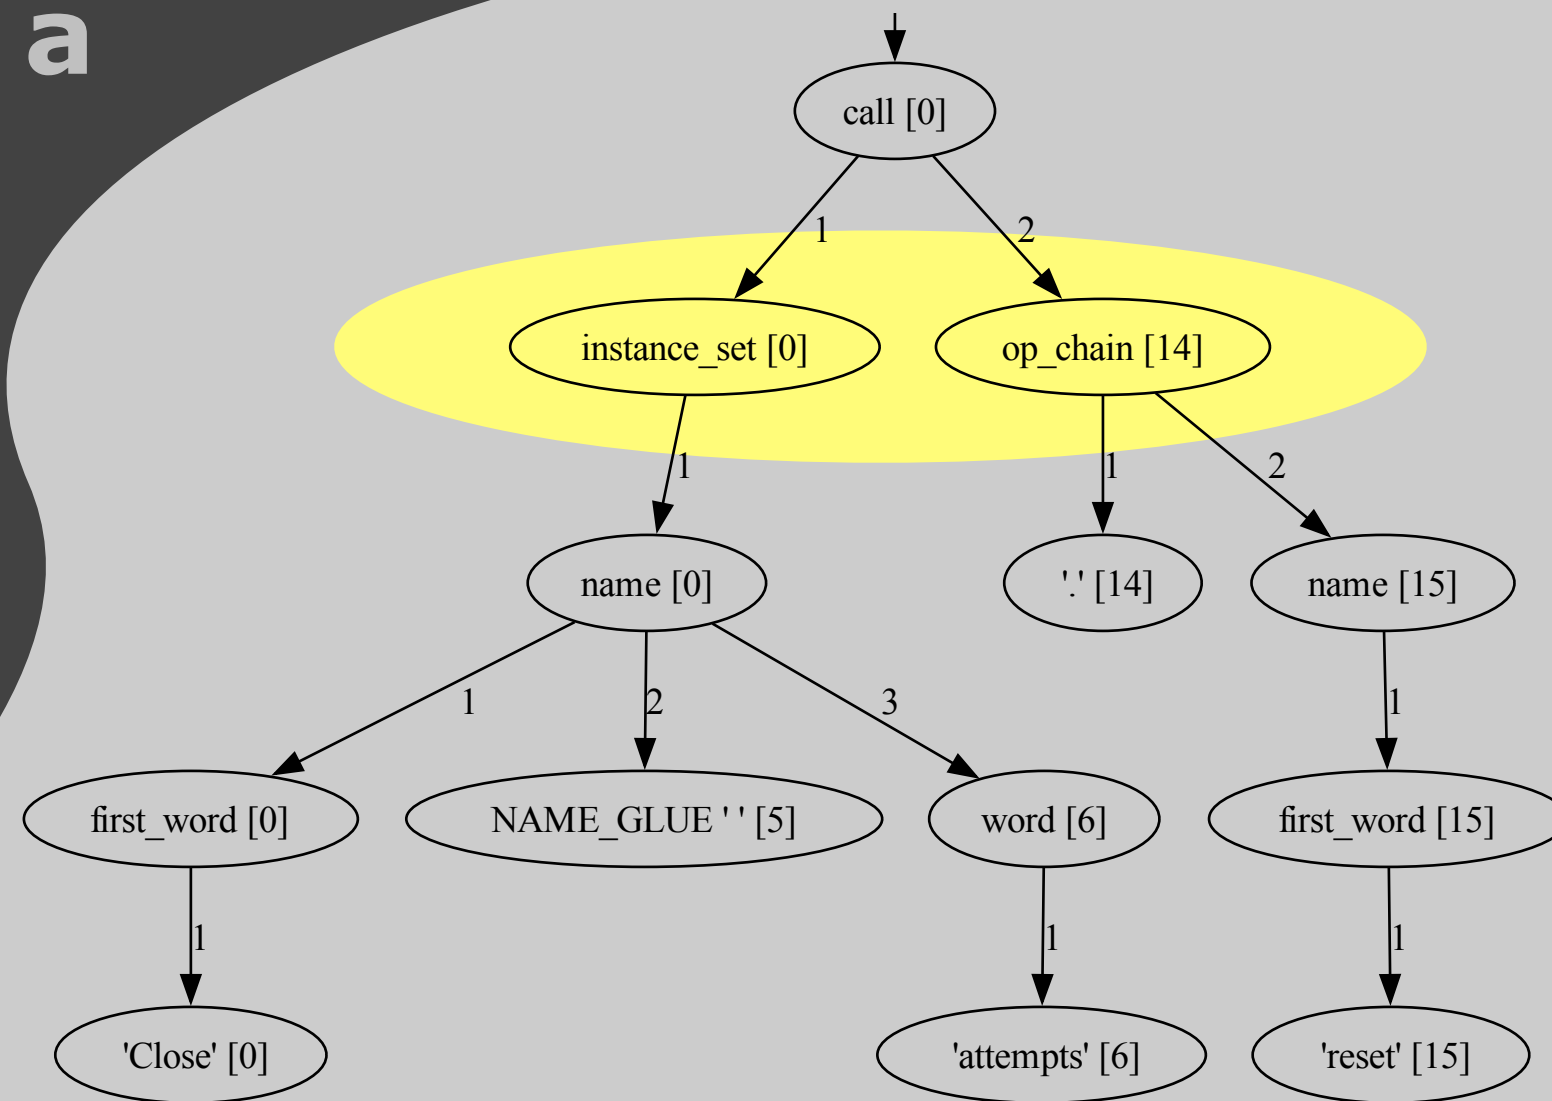 a
call [0]
1 2
instance_set [0] op_chain [14]
1 1 2
name [0] '.' [14] name [15]
1 2 3 1
first_word [0] NAME_GLUE ' ' [5] word [6] first_word [15]
1 1 1
'Close' [0] 'attempts' [6] 'reset' [15]